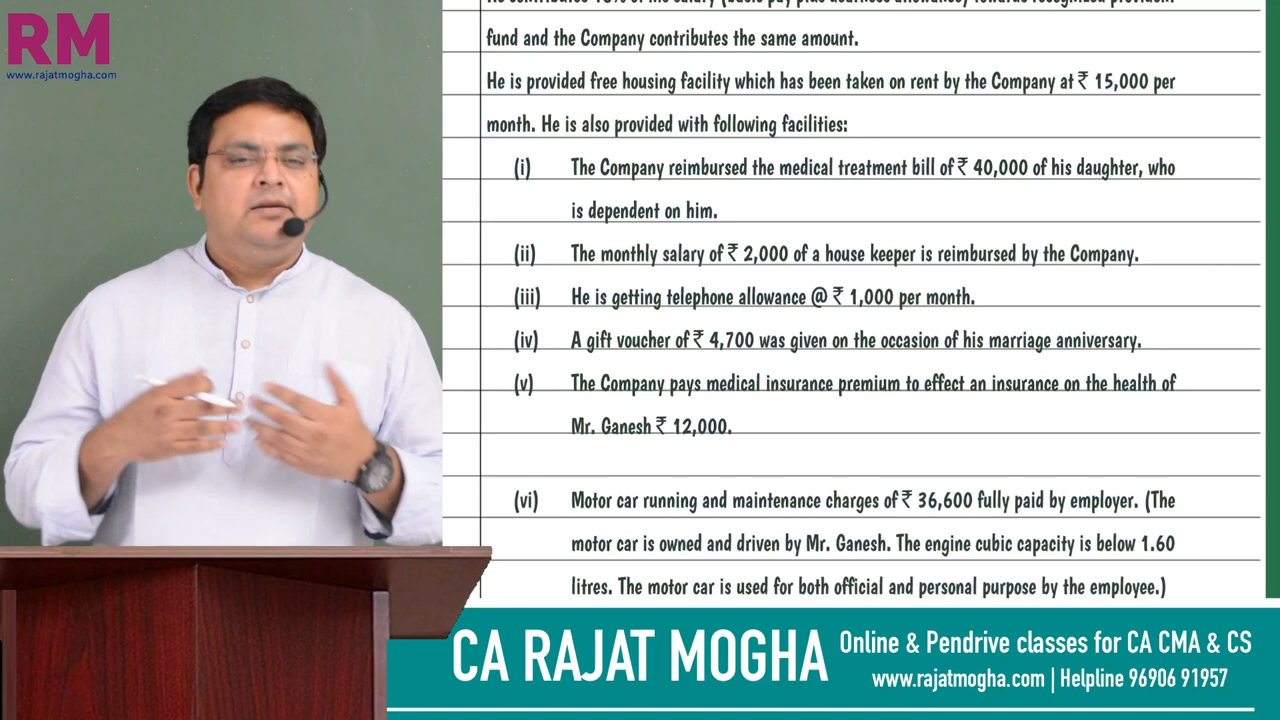 RM
www.rajatmogha.com
fund and the Company contributes the same amount.
He is provided free housing facility which has been taken on rent by the Company at ₹ 15,000 per
month. He is also provided with following facilities:
(i) The Company reimbursed the medical treatment bill of ₹ 40,000 of his daughter, who
is dependent on him.
(ii) The monthly salary of ₹ 2,000 of a house keeper is reimbursed by the Company.
(iii) He is getting telephone allowance @ ₹ 1,000 per month.
(iv) A gift voucher of ₹ 4,700 was given on the occasion of his marriage anniversary.
(v) The Company pays medical insurance premium to effect an insurance on the health of
Mr. Ganesh ₹ 12,000.
(vi) Motor car running and maintenance charges of ₹ 36,600 fully paid by employer. (The
motor car is owned and driven by Mr. Ganesh. The engine cubic capacity is below 1.60
litres. The motor car is used for both official and personal purpose by the employee.)
CA RAJAT MOGHA
Online & Pendrive classes for CA CMA & CS
www.rajatmogha.com | Helpline 96906 91957